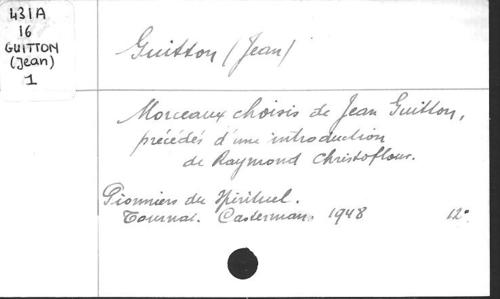 431A
16
GUITTON
(Jean)
1
Guitton (Jean)
Morceaux choisis de Jean Guitton,
précédés d'une introduction
de Raymond Christoflour.
Pionniers du spirituel.
Tournai. Casterman 1948 12°